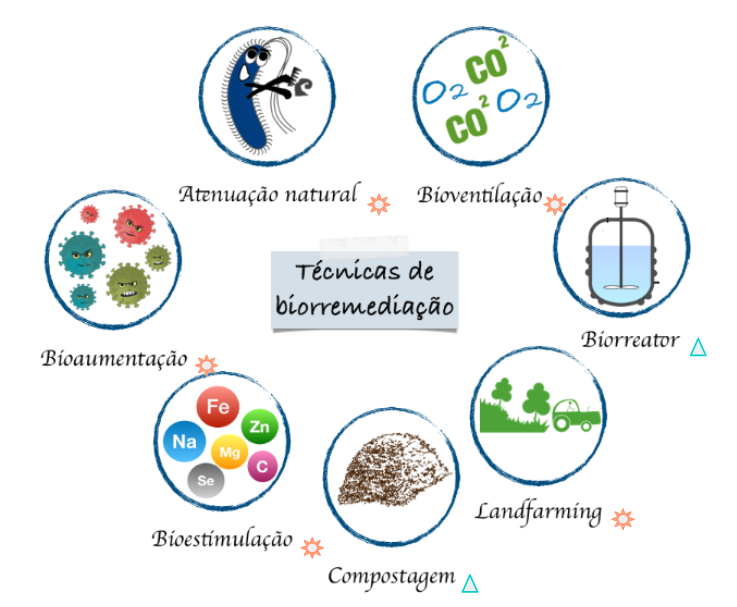 O2
CO2
CO2
O2
Atenuação natural
Bioventilação
Técnicas de
biorremediação
Biorreator
Bioaumentação
Fe
Zn
Na
Mg
C
Se
Landfarming
Bioestimulação
Compostagem